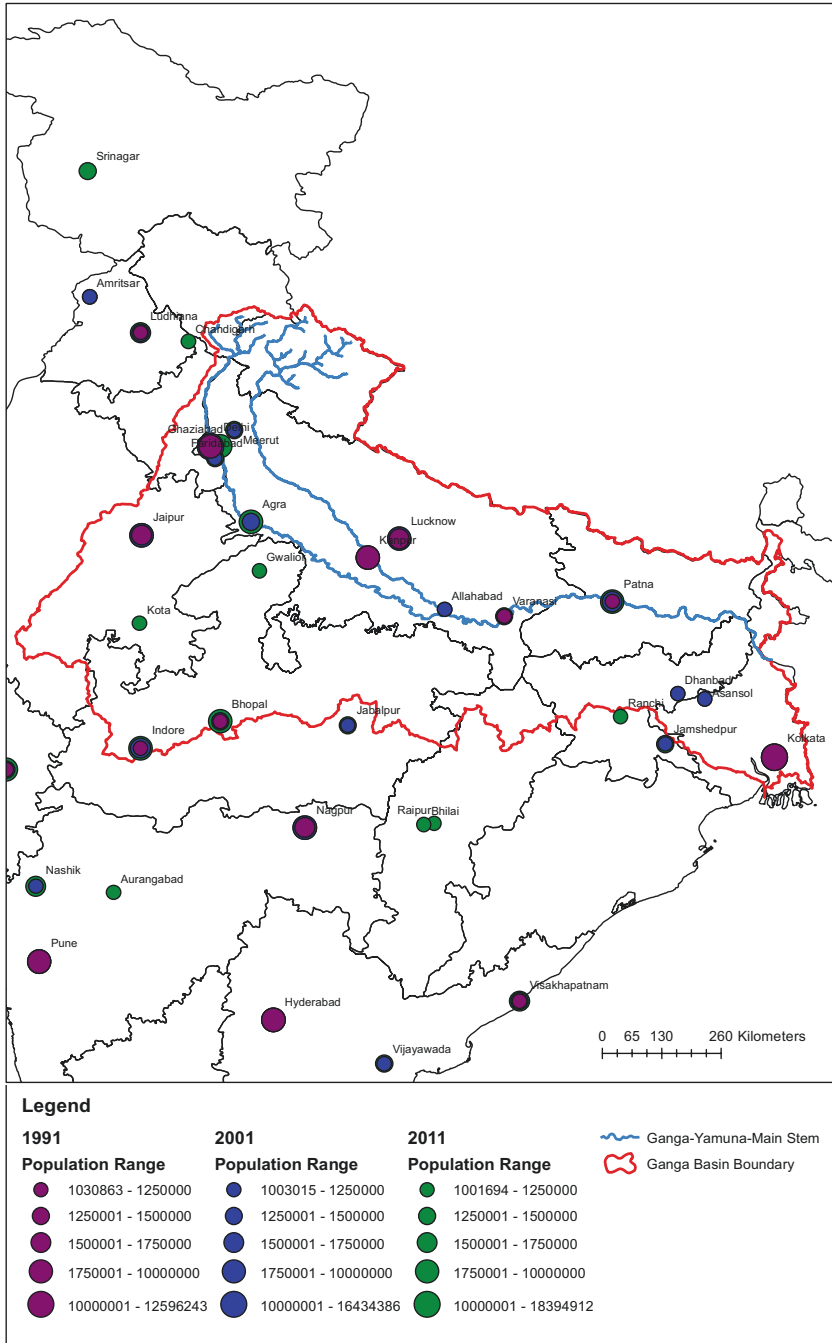 Srinagar
Amritsar
Ludhiana
Chandigarh
Ghaziabad
Delhi
Faridabad
Meerut
Agra
Jaipur
Lucknow
Kanpur
Gwalior
Allahabad
Varanasi
Patna
Kota
Dhanbad
Asansol
Bhopal
Jabalpur
Ranchi
Indore
Jamshedpur
Kolkata
Nagpur
Raipur
Bhilai
Nashik
Aurangabad
Pune
Visakhapatnam
Hyderabad
Vijayawada
0 65 130 260 Kilometers
Legend
1991
Population Range
1030863 - 1250000
1250001 - 1500000
1500001 - 1750000
1750001 - 10000000
10000001 - 12596243
2001
Population Range
1003015 - 1250000
1250001 - 1500000
1500001 - 1750000
1750001 - 10000000
10000001 - 16434386
2011
Population Range
1001694 - 1250000
1250001 - 1500000
1500001 - 1750000
1750001 - 10000000
10000001 - 18394912
Ganga-Yamuna-Main Stem
Ganga Basin Boundary